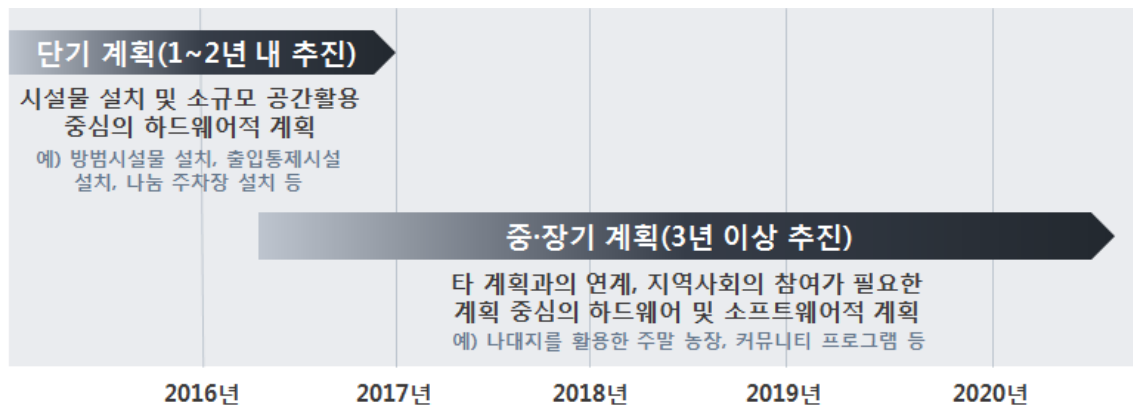 단기 계획(1~2년 내 추진)
시설물 설치 및 소규모 공간활용
중심의 하드웨어적 계획
예) 방범시설물 설치, 출입통제시설
설치, 나눔 주차장 설치 등
중·장기 계획(3년 이상 추진)
타 계획과의 연계, 지역사회의 참여가 필요한
계획 중심의 하드웨어 및 소프트웨어적 계획
예) 나대지를 활용한 주말 농장, 커뮤니티 프로그램 등
2016년 2017년 2018년 2019년 2020년